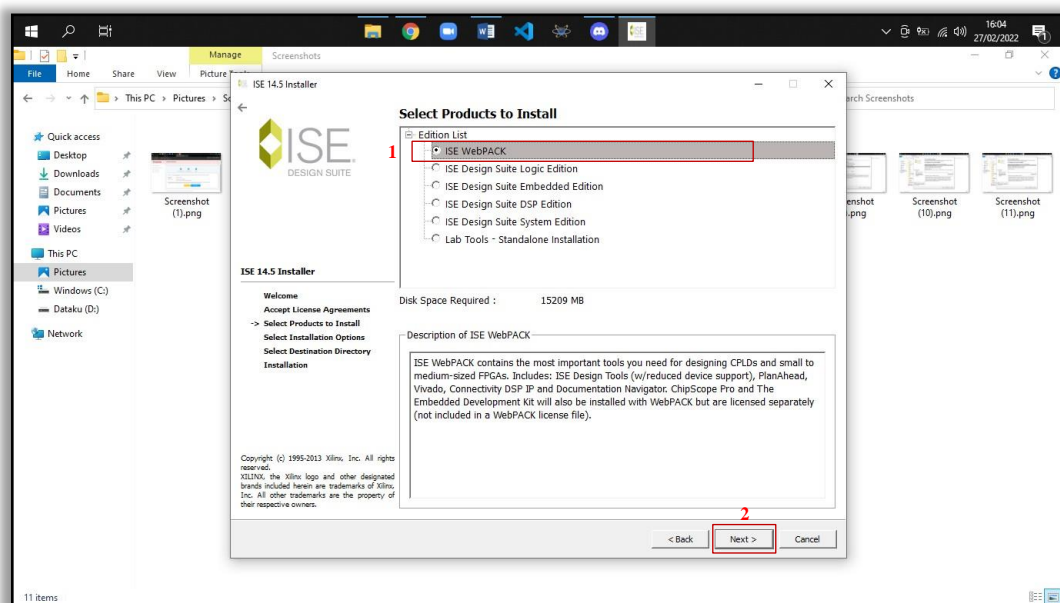 16:04
27/02/2022
Manage
Screenshots
File
Home
Share
View
Picture Tools
This PC > Pictures >
arch Screenshots
Quick access
Desktop
Downloads
Documents
Pictures
Videos
This PC
Pictures
Windows (C:)
Dataku (D:)
Network
Screenshot
(1).png
enshot
.png
Screenshot
(10).png
Screenshot
(11).png
ISE 14.5 Installer
ISE
DESIGN SUITE
Select Products to Install
Edition List
1
ISE WebPACK
ISE Design Suite Logic Edition
ISE Design Suite Embedded Edition
ISE Design Suite DSP Edition
ISE Design Suite System Edition
Lab Tools - Standalone Installation
ISE 14.5 Installer
Welcome
Accept License Agreements
-> Select Products to Install
Select Installation Options
Select Destination Directory
Installation
Disk Space Required : 15209 MB
Description of ISE WebPACK
ISE WebPACK contains the most important tools you need for designing CPLDs and small to
medium-sized FPGAs. Includes: ISE Design Tools (w/reduced device support), PlanAhead,
Vivado, Connectivity DSP IP and Documentation Navigator. ChipScope Pro and The
Embedded Development Kit will also be installed with WebPACK but are licensed separately
(not included in a WebPACK license file).
Copyright (c) 1995-2013 Xilinx, Inc. All rights
reserved.
XILINX, the Xilinx logo and other designated
brands included herein are trademarks of Xilinx,
Inc. All other trademarks are the property of
their respective owners.
2
< Back
Next >
Cancel
11 items